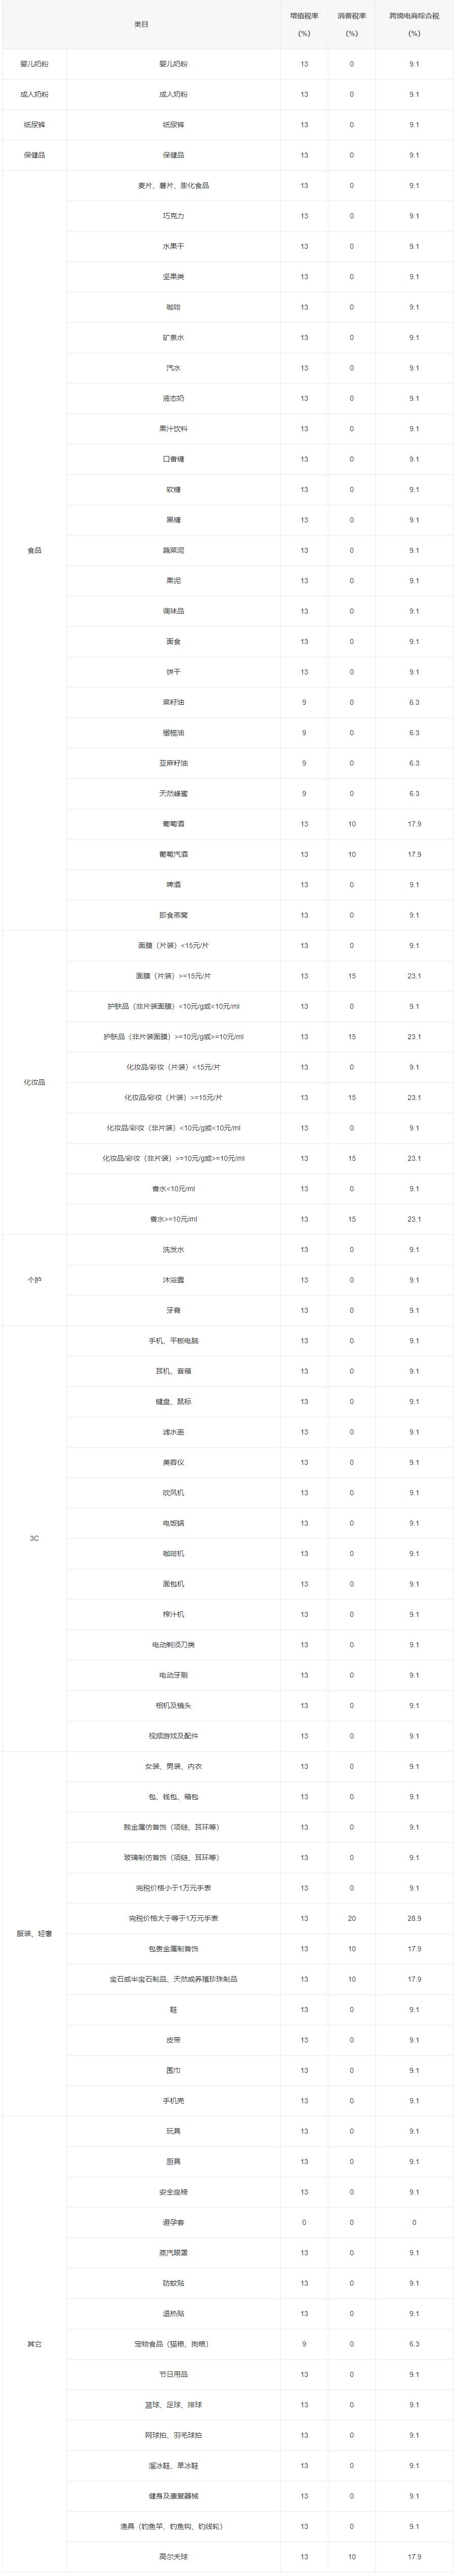 类目 增值税率 (%) 消费税率 (%) 跨境电商综合税 (%)
婴儿奶粉 婴儿奶粉 13 0 9.1
成人奶粉 成人奶粉 13 0 9.1
纸尿裤 纸尿裤 13 0 9.1
保健品 保健品 13 0 9.1
食品
麦片、薯片、膨化食品 13 0 9.1
巧克力 13 0 9.1
水果干 13 0 9.1
坚果类 13 0 9.1
咖啡 13 0 9.1
矿泉水 13 0 9.1
汽水 13 0 9.1
液态奶 13 0 9.1
果汁饮料 13 0 9.1
口香糖 13 0 9.1
软糖 13 0 9.1
黑糖 13 0 9.1
蔬菜泥 13 0 9.1
果泥 13 0 9.1
调味品 13 0 9.1
面食 13 0 9.1
饼干 13 0 9.1
菜籽油 9 0 6.3
橄榄油 9 0 6.3
亚麻籽油 9 0 6.3
天然蜂蜜 9 0 6.3
葡萄酒 13 10 17.9
葡萄汽酒 13 10 17.9
啤酒 13 0 9.1
即食燕窝 13 0 9.1
化妆品
面膜（片装）<15元/片 13 0 9.1
面膜（片装）>=15元/片 13 15 23.1
护肤品（非片装面膜）<10元/g或<10元/ml 13 0 9.1
护肤品（非片装面膜）>=10元/g或>=10元/ml 13 15 23.1
化妆品/彩妆（片装）<15元/片 13 0 9.1
化妆品/彩妆（片装）>=15元/片 13 15 23.1
化妆品/彩妆（非片装）<10元/g或<10元/ml 13 0 9.1
化妆品/彩妆（非片装）>=10元/g或>=10元/ml 13 15 23.1
香水<10元/ml 13 0 9.1
香水>=10元/ml 13 15 23.1
个护
洗发水 13 0 9.1
沐浴露 13 0 9.1
牙膏 13 0 9.1
3C
手机、平板电脑 13 0 9.1
耳机、音箱 13 0 9.1
键盘、鼠标 13 0 9.1
滤水壶 13 0 9.1
美容仪 13 0 9.1
吹风机 13 0 9.1
电饭锅 13 0 9.1
咖啡机 13 0 9.1
面包机 13 0 9.1
榨汁机 13 0 9.1
电动剃须刀类 13 0 9.1
电动牙刷 13 0 9.1
相机及镜头 13 0 9.1
视频游戏及配件 13 0 9.1
服装、轻奢
女装、男装、内衣 13 0 9.1
包、钱包、箱包 13 0 9.1
贱金属仿首饰（项链、耳环等） 13 0 9.1
玻璃制仿首饰（项链、耳环等） 13 0 9.1
完税价格小于1万元手表 13 0 9.1
完税价格大于等于1万元手表 13 20 28.9
包贵金属制首饰 13 10 17.9
宝石或半宝石制品、天然或养殖珍珠制品 13 10 17.9
鞋 13 0 9.1
皮带 13 0 9.1
围巾 13 0 9.1
手机壳 13 0 9.1
其它
玩具 13 0 9.1
厨具 13 0 9.1
安全座椅 13 0 9.1
避孕套 0 0 0
蒸汽眼罩 13 0 9.1
防蚊贴 13 0 9.1
退热贴 13 0 9.1
宠物食品（猫粮、狗粮） 9 0 6.3
节日用品 13 0 9.1
篮球、足球、排球 13 0 9.1
网球拍、羽毛球拍 13 0 9.1
溜冰鞋、旱冰鞋 13 0 9.1
健身及康复器械 13 0 9.1
渔具（钓鱼竿、钓鱼钩、钓线轮） 13 0 9.1
高尔夫球 13 10 17.9